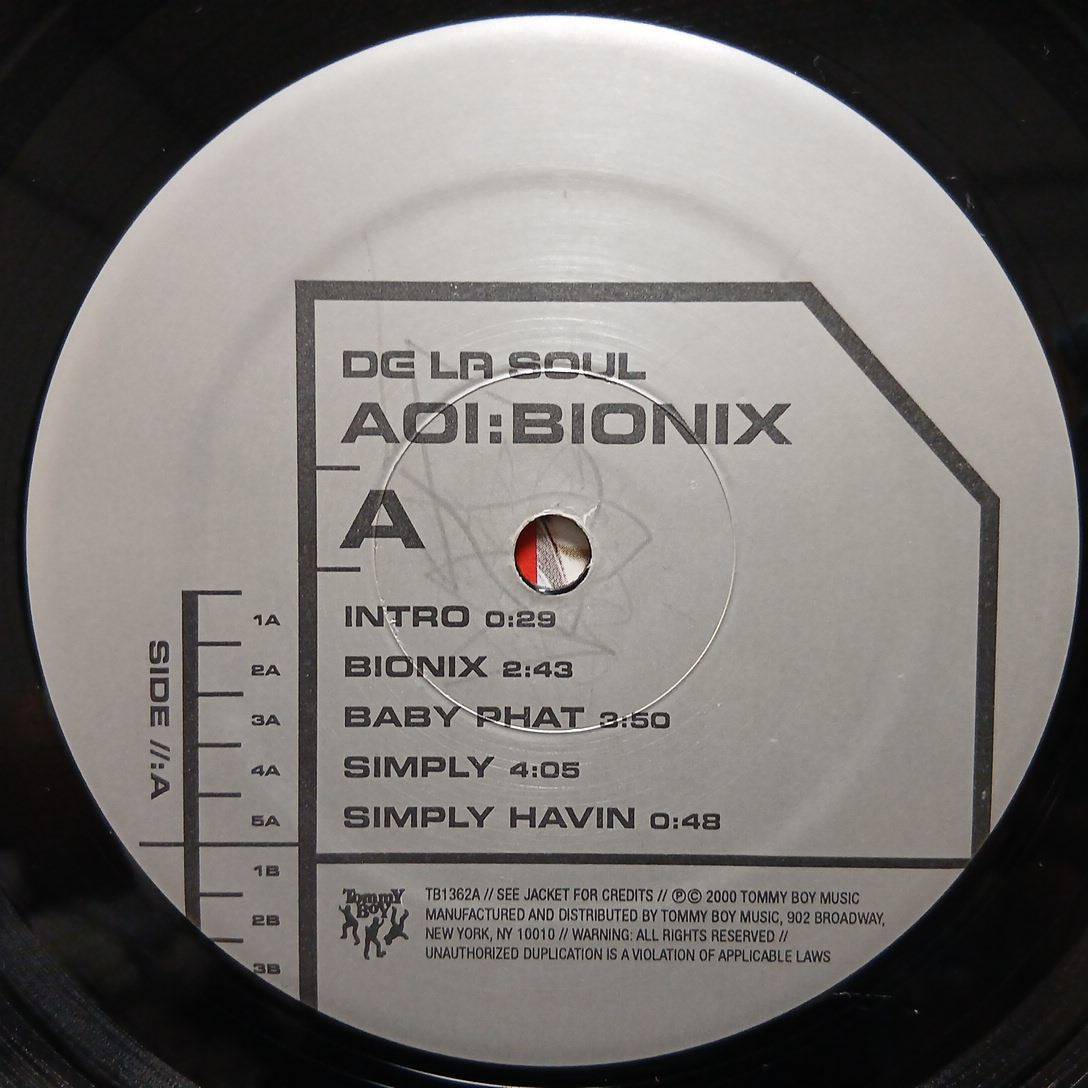 DE LA SOUL
AOI:BIONIX
A
1A INTRO 0:29
2A BIONIX 2:43
3A BABY PHAT 3:50
4A SIMPLY 4:05
5A SIMPLY HAVIN 0:48
SIDE //:A
1B
2B
3B
Tommy
Boy
TB1362A // SEE JACKET FOR CREDITS // ℗© 2000 TOMMY BOY MUSIC
MANUFACTURED AND DISTRIBUTED BY TOMMY BOY MUSIC, 902 BROADWAY,
NEW YORK, NY 10010 // WARNING: ALL RIGHTS RESERVED //
UNAUTHORIZED DUPLICATION IS A VIOLATION OF APPLICABLE LAWS